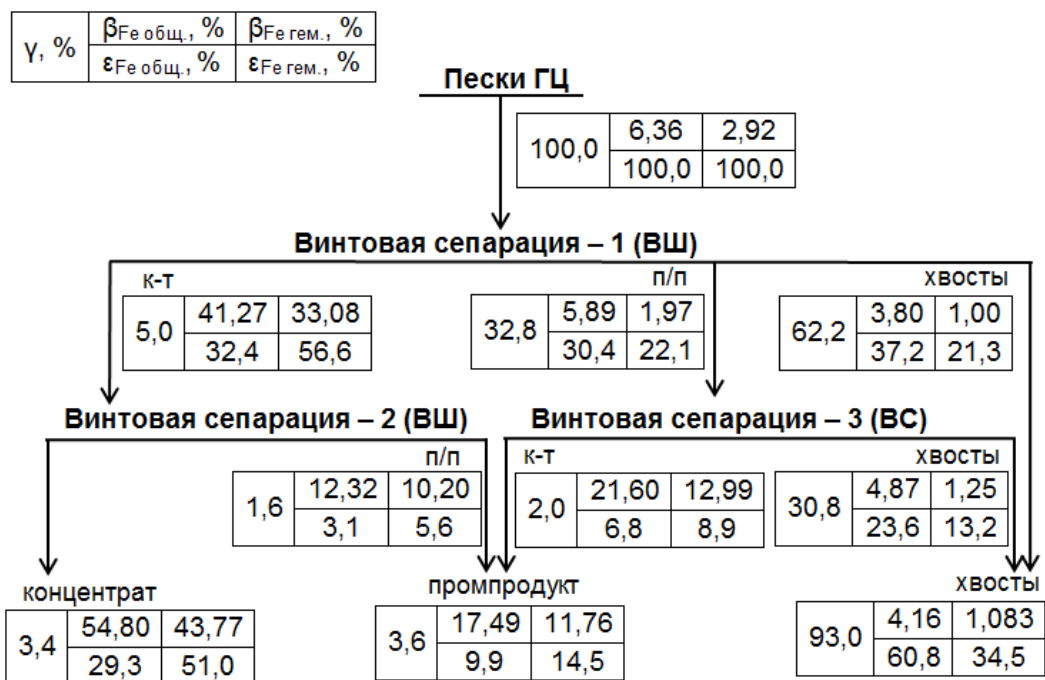 γ, % βFe общ., % βFe гем., %
εFe общ., % εFe гем., %
Пески ГЦ
100,0 6,36 2,92
100,0 100,0
Винтовая сепарация – 1 (ВШ)
к-т п/п хвосты
5,0 41,27 33,08
32,4 56,6
32,8 5,89 1,97
30,4 22,1
62,2 3,80 1,00
37,2 21,3
Винтовая сепарация – 2 (ВШ)
Винтовая сепарация – 3 (ВС)
п/п
1,6 12,32 10,20
3,1 5,6
к-т хвосты
2,0 21,60 12,99
6,8 8,9
30,8 4,87 1,25
23,6 13,2
концентрат
3,4 54,80 43,77
29,3 51,0
промпродукт
3,6 17,49 11,76
9,9 14,5
хвосты
93,0 4,16 1,083
60,8 34,5